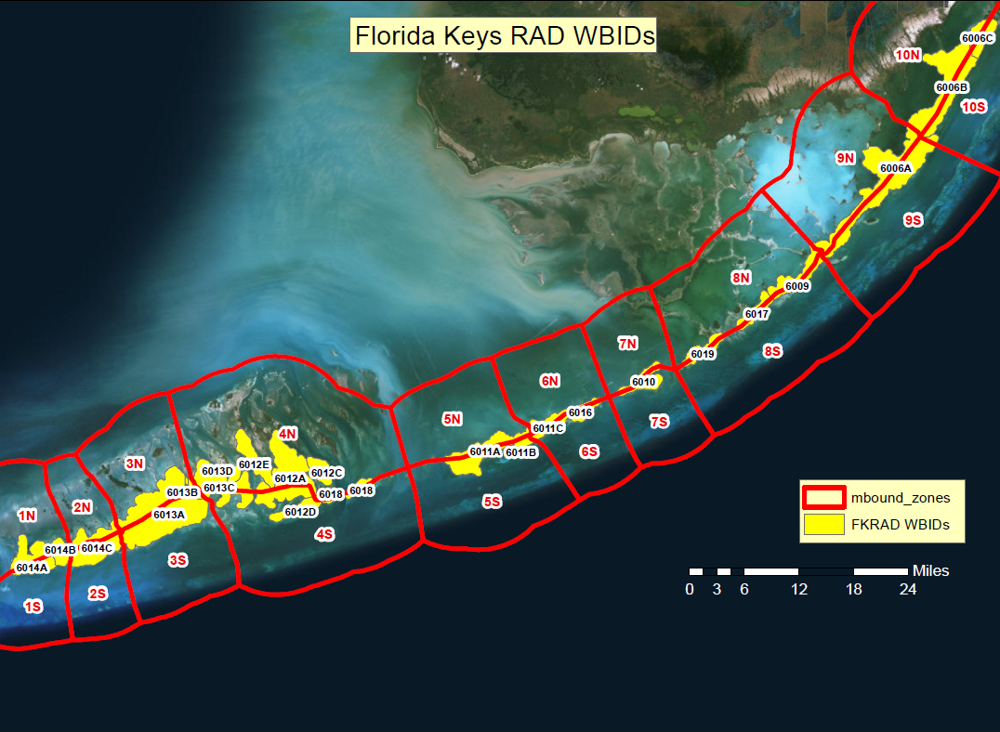 Florida Keys RAD WBIDs
6006C
10N
6006B
10S
9N
6006A
9S
8N
6009
6017
8S
7N
6019
6N
6010
6016
5N
7S
6011C
4N
6011A
6011B
6S
3N
6012E
6013D
6012C
6012A
6013C
6013B
6018
6018
mbound_zones
5S
2N
1N
6013A
6012D
FKRAD WBIDs
4S
6014B
6014C
3S
6014A
Miles
0 3 6 12 18 24
2S
1S